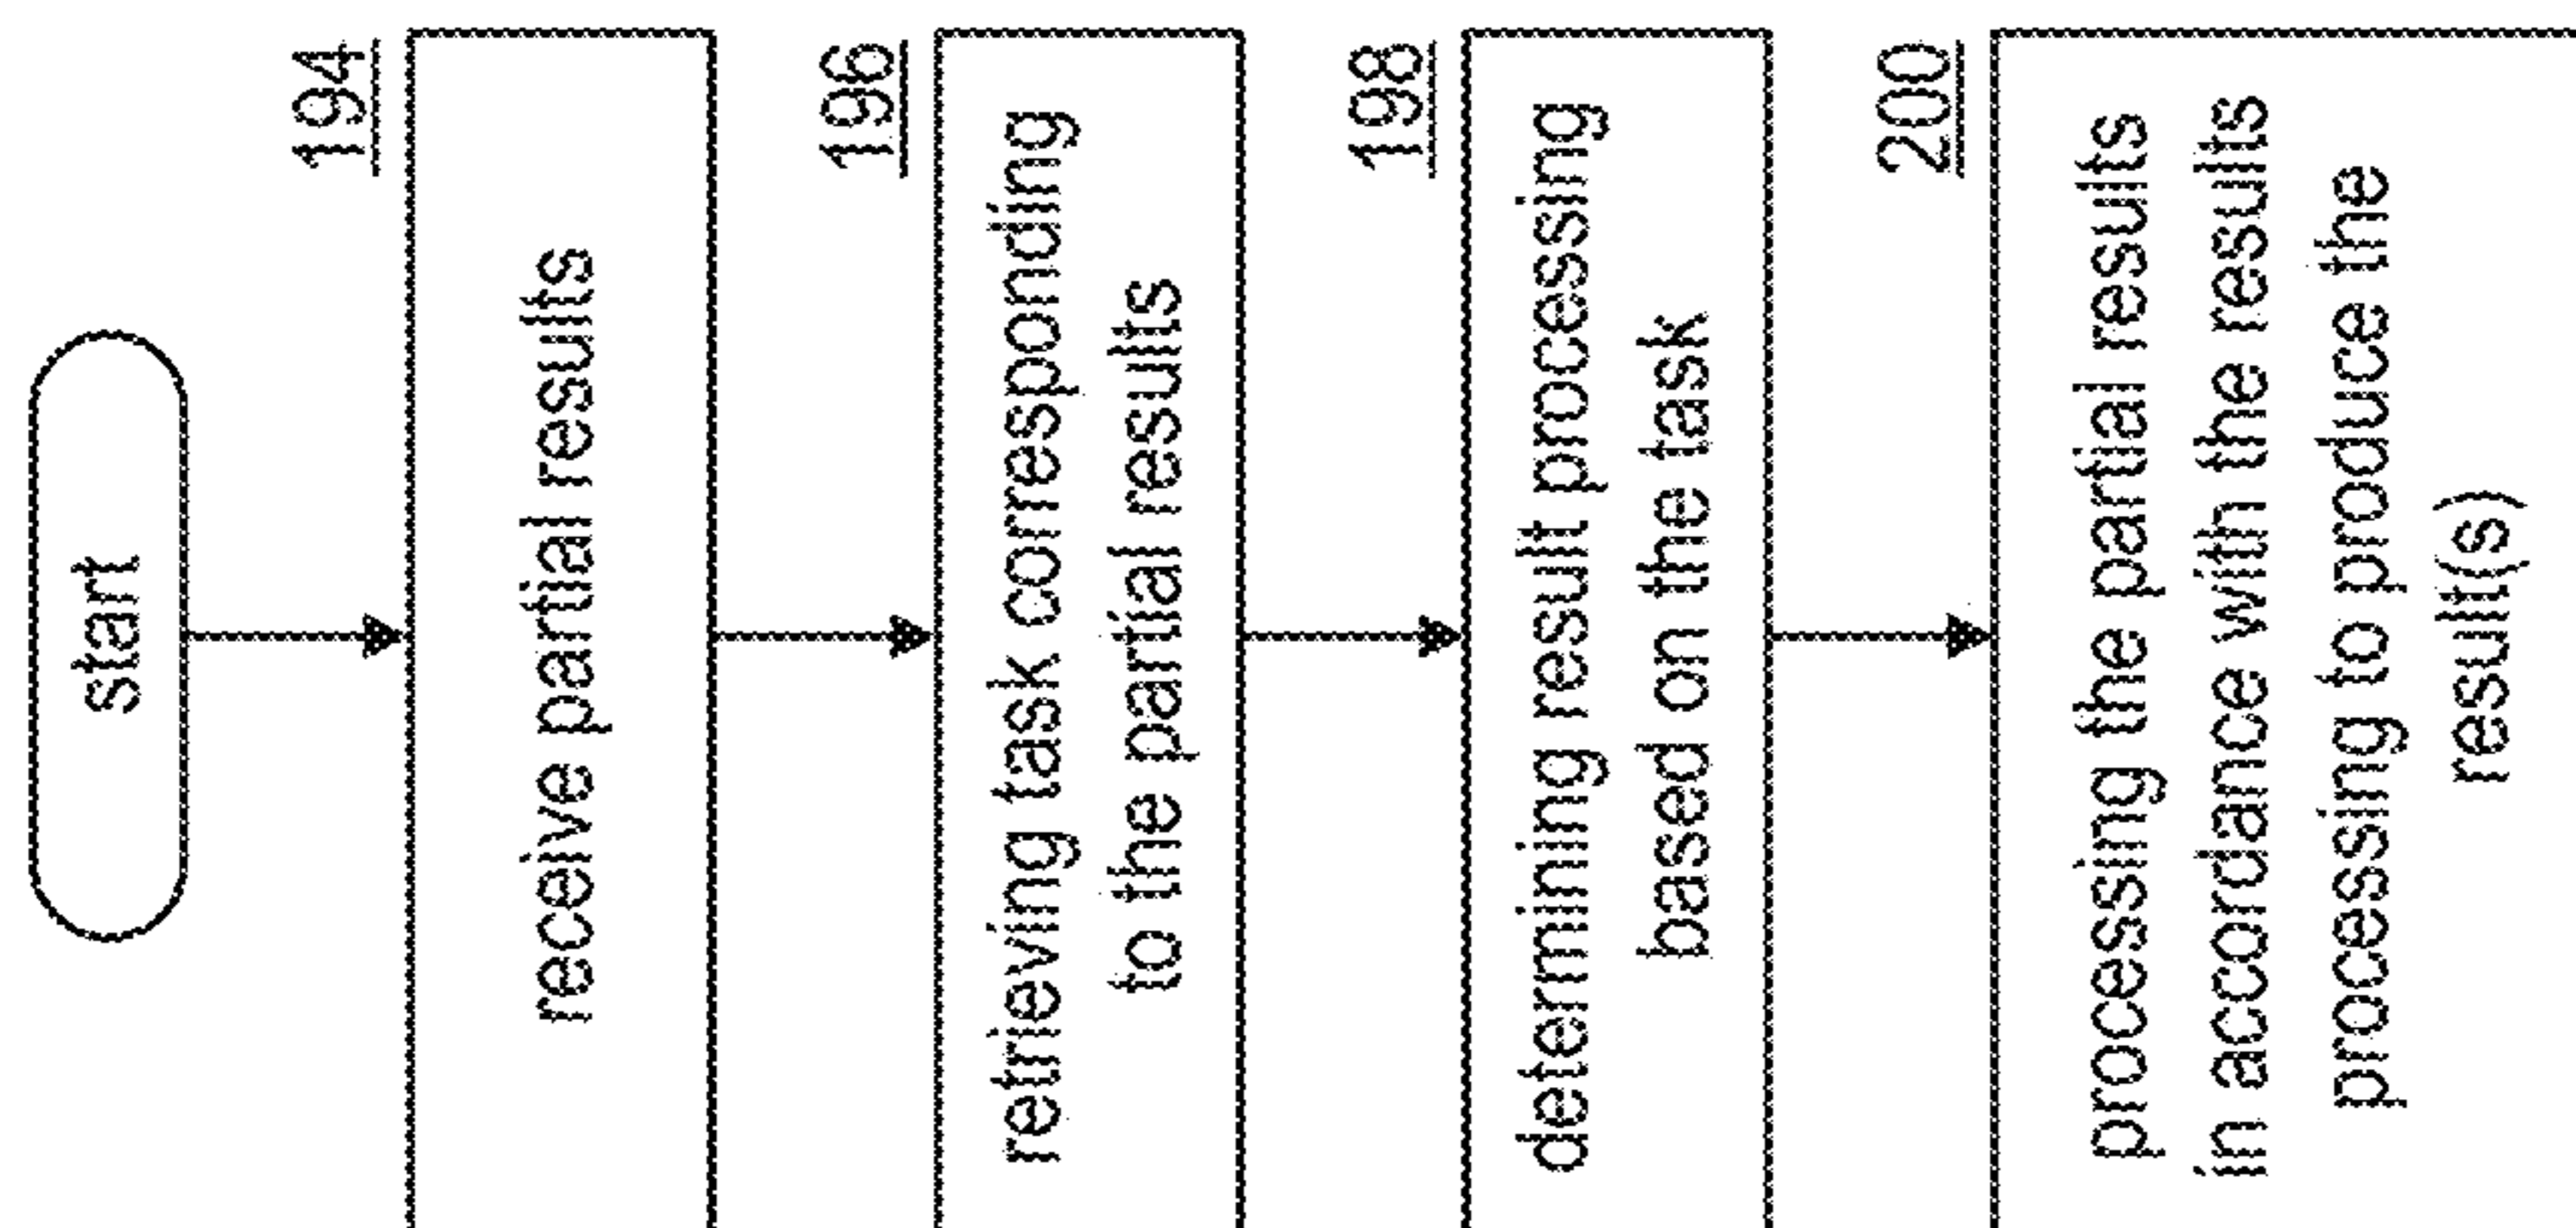 start
194
receive partial results
196
retrieving task corresponding
to the partial results
198
determining result processing
based on the task
200
processing the partial results
in accordance with the results
processing to produce the
result(s)